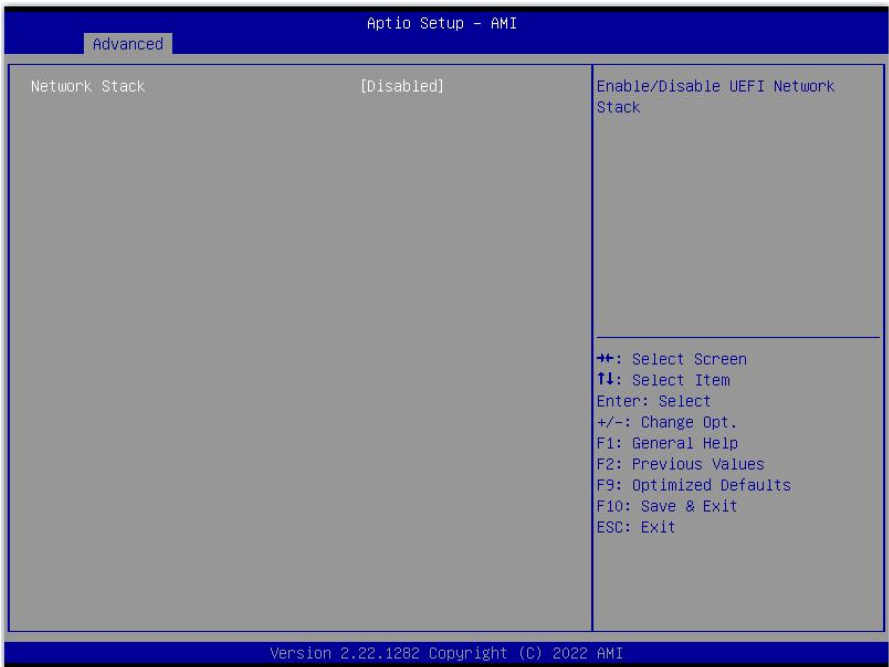 Aptio Setup - AMI
Advanced
Network Stack [Disabled]
Enable/Disable UEFI Network
Stack
→←: Select Screen
↑↓: Select Item
Enter: Select
+/-: Change Opt.
F1: General Help
F2: Previous Values
F9: Optimized Defaults
F10: Save & Exit
ESC: Exit
Version 2.22.1282 Copyright (C) 2022 AMI